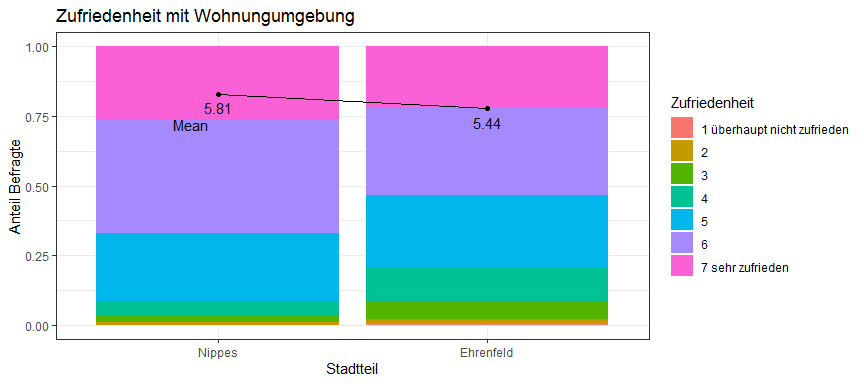 Zufriedenheit mit Wohnungumgebung
1.00
0.75
0.50
0.25
0.00
Anteil Befragte
5.81
Mean
5.44
Nippes
Ehrenfeld
Stadtteil
Zufriedenheit
1 überhaupt nicht zufrieden
2
3
4
5
6
7 sehr zufrieden